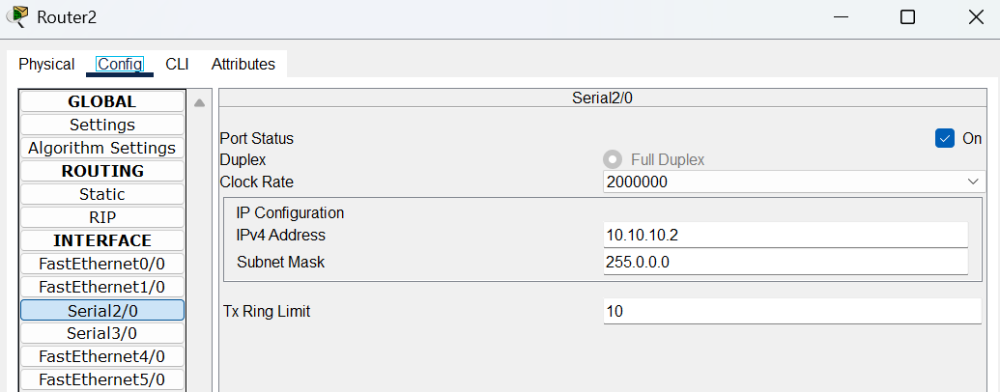 Router2
Physical Config CLI Attributes
GLOBAL
Settings
Algorithm Settings
ROUTING
Static
RIP
INTERFACE
FastEthernet0/0
FastEthernet1/0
Serial2/0
Serial3/0
FastEthernet4/0
FastEthernet5/0
Serial2/0
Port Status On
Duplex Full Duplex
Clock Rate 2000000
IP Configuration
IPv4 Address 10.10.10.2
Subnet Mask 255.0.0.0
Tx Ring Limit 10